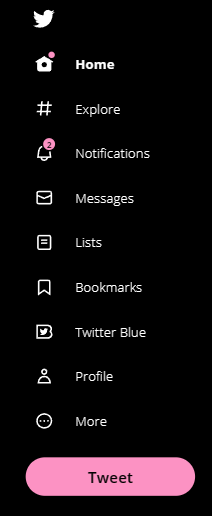 Home
Explore
2
Notifications
Messages
Lists
Bookmarks
Twitter Blue
Profile
More
Tweet